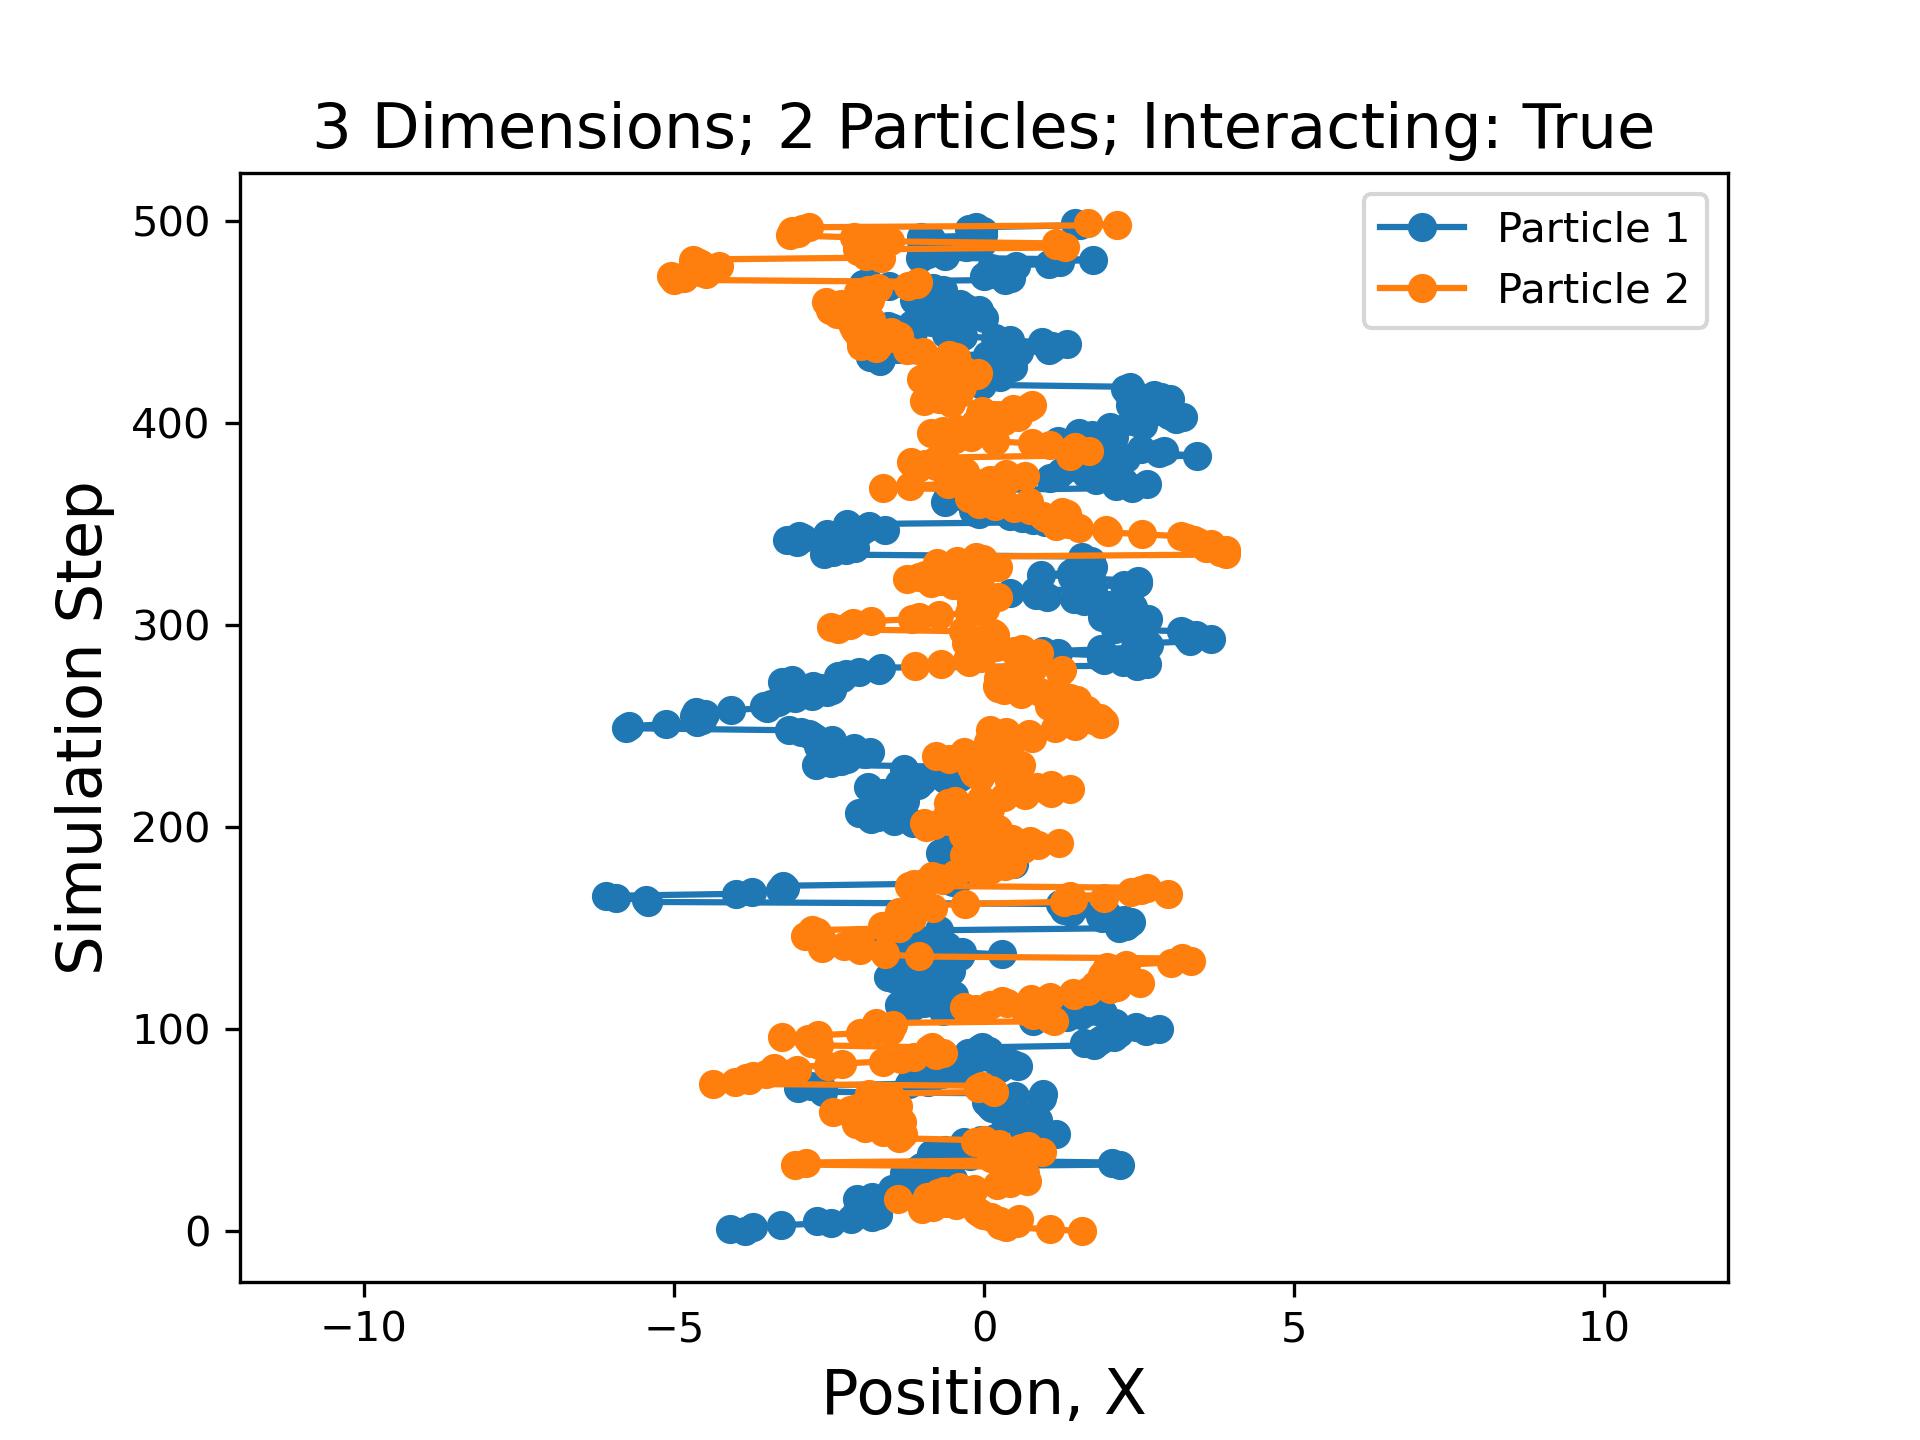 3 Dimensions; 2 Particles; Interacting: True
Particle 1
Particle 2
Simulation Step
500
400
300
200
100
0
−10
−5
0
5
10
Position, X